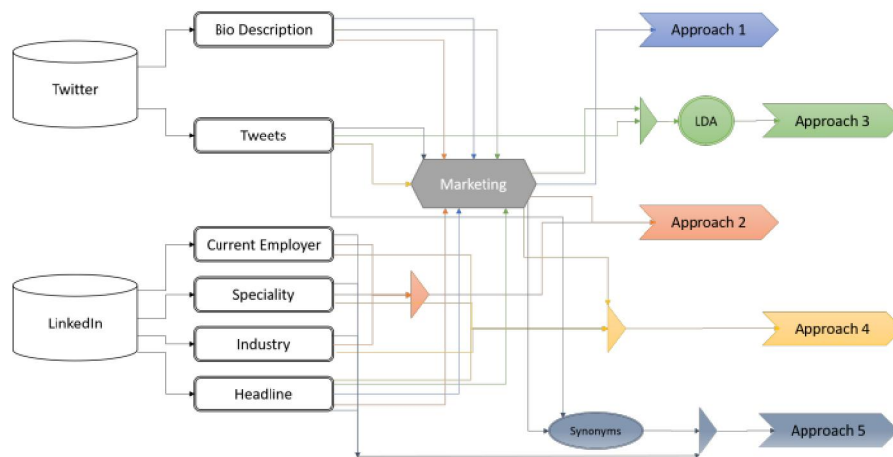 Bio Description
Approach 1
Twitter
Tweets
LDA
Approach 3
Marketing
Approach 2
Current Employer
Speciality
LinkedIn
Industry
Approach 4
Headline
Synonyms
Approach 5